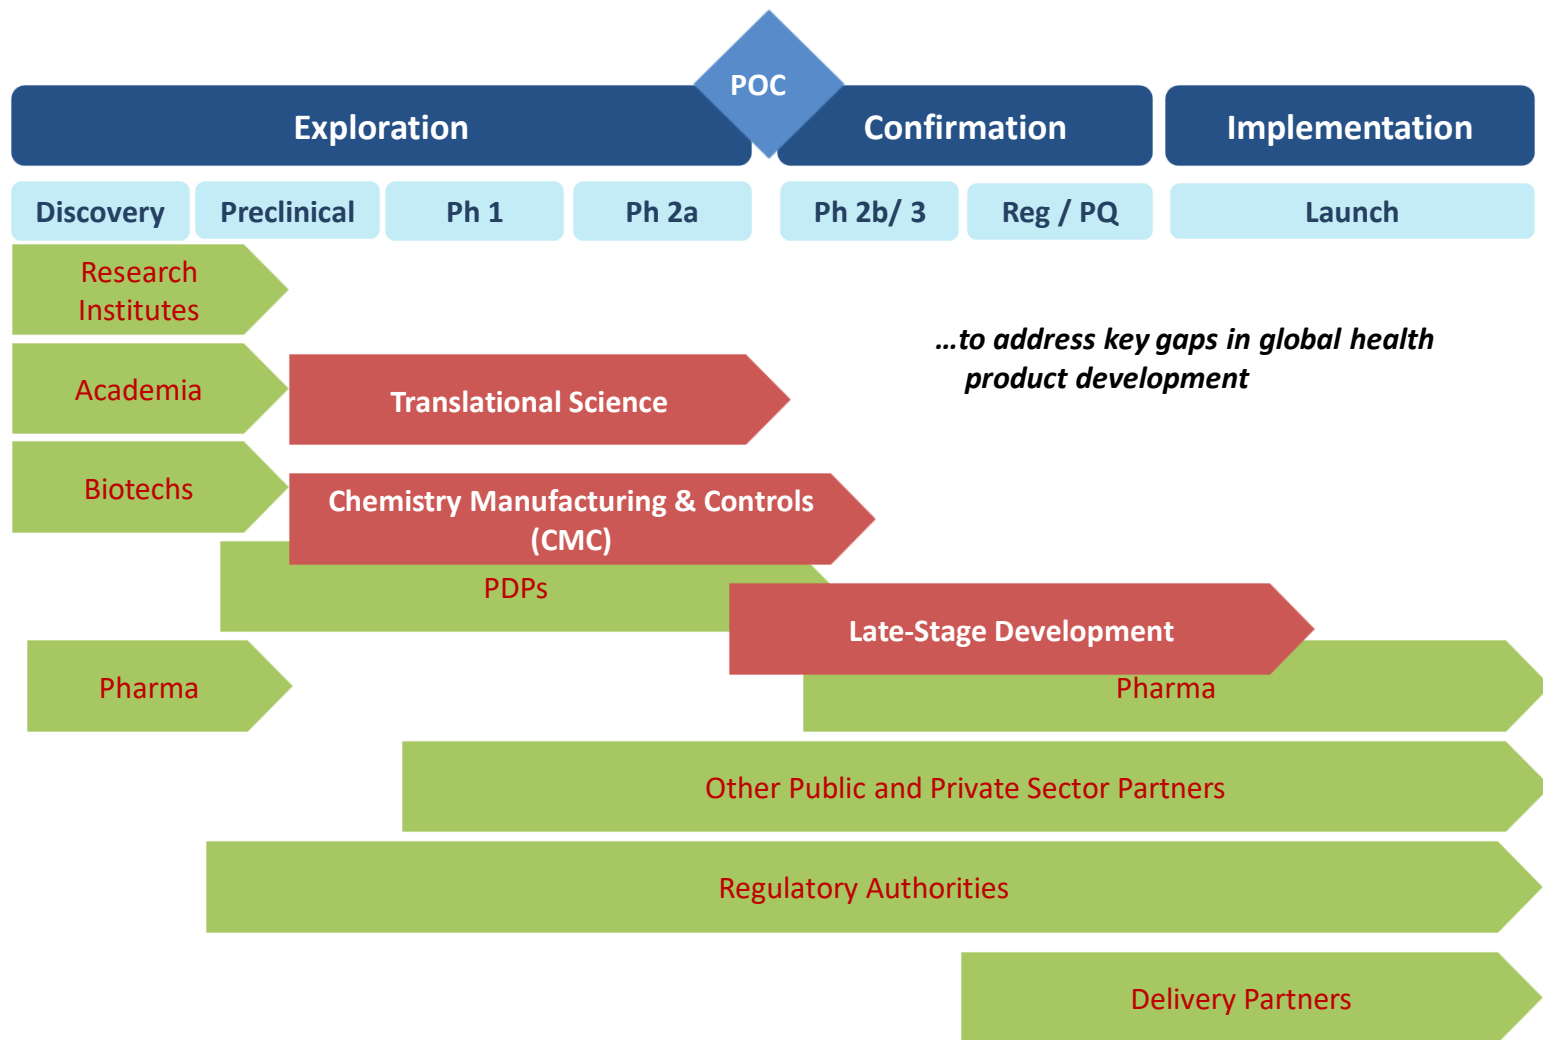 POC
Exploration
Confirmation
Implementation
Discovery
Preclinical
Ph 1
Ph 2a
Ph 2b/ 3
Reg / PQ
Launch
Research
Institutes
…to address key gaps in global health
product development
Academia
Translational Science
Biotechs
Chemistry Manufacturing & Controls
(CMC)
PDPs
Late-Stage Development
Pharma
Pharma
Other Public and Private Sector Partners
Regulatory Authorities
Delivery Partners